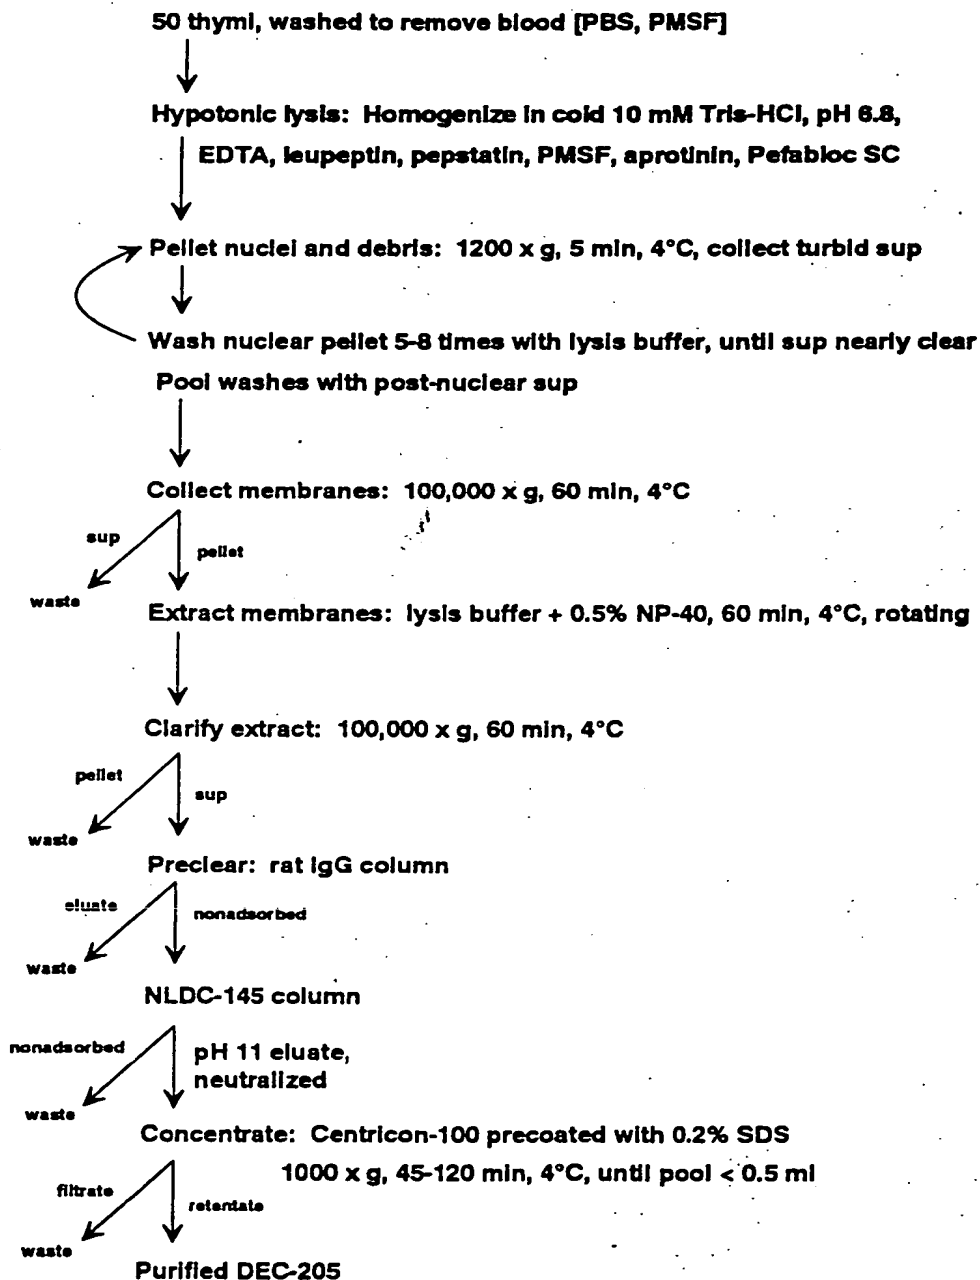 50 thymi, washed to remove blood [PBS, PMSF]
Hypotonic lysis: Homogenize in cold 10 mM Tris-HCl, pH 6.8,
EDTA, leupeptin, pepstatin, PMSF, aprotinin, Pefabloc SC
Pellet nuclei and debris: 1200 x g, 5 min, 4°C, collect turbid sup
Wash nuclear pellet 5-8 times with lysis buffer, until sup nearly clear
Pool washes with post-nuclear sup
Collect membranes: 100,000 x g, 60 min, 4°C
sup
pellet
waste
Extract membranes: lysis buffer + 0.5% NP-40, 60 min, 4°C, rotating
Clarify extract: 100,000 x g, 60 min, 4°C
pellet
sup
waste
Preclear: rat IgG column
eluate
nonadsorbed
waste
NLDC-145 column
nonadsorbed
pH 11 eluate,
neutralized
waste
Concentrate: Centricon-100 precoated with 0.2% SDS
1000 x g, 45-120 min, 4°C, until pool < 0.5 ml
filtrate
retentate
waste
Purified DEC-205